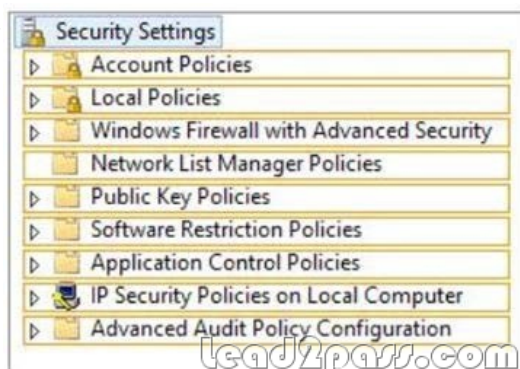 Security Settings
Account Policies
Local Policies
Windows Firewall with Advanced Security
Network List Manager Policies
Public Key Policies
Software Restriction Policies
Application Control Policies
IP Security Policies on Local Computer
Advanced Audit Policy Configuration
Lead2pass.com